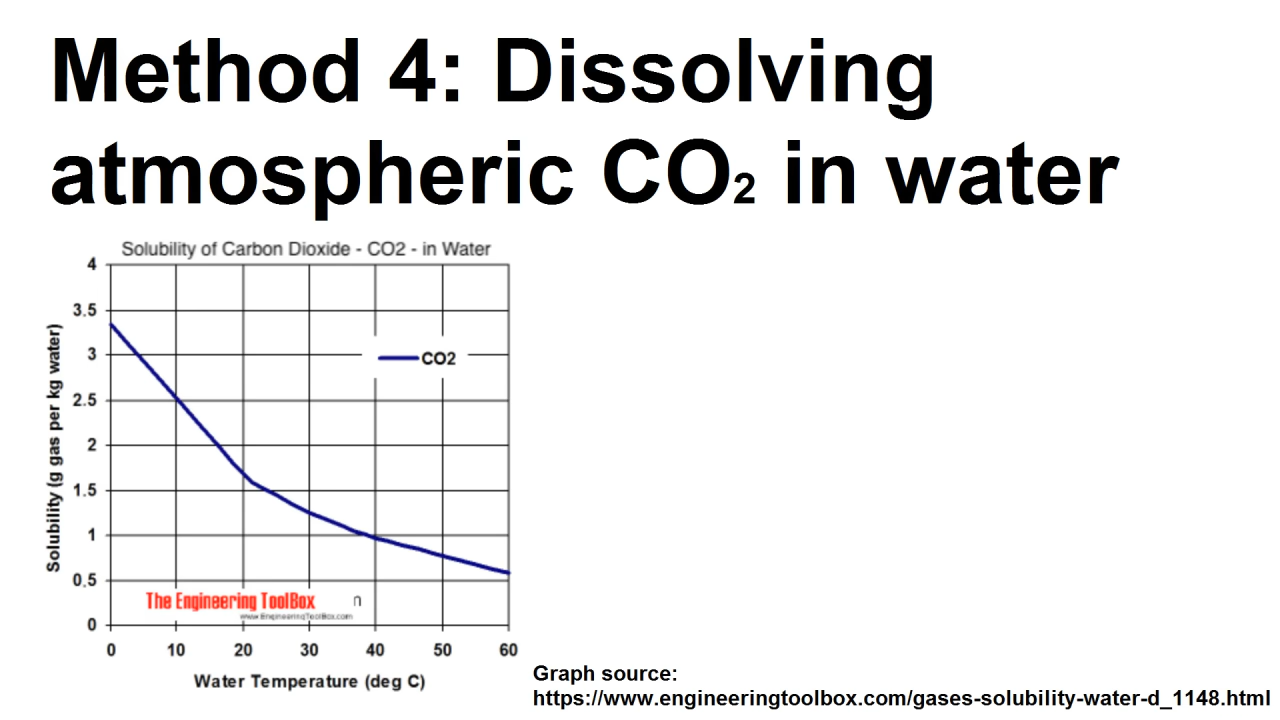 Method 4: Dissolving
atmospheric CO₂ in water
Solubility of Carbon Dioxide - CO2 - in Water
Solubility (g gas per kg water)
4
3.5
3
2.5
2
1.5
1
0.5
0
CO2
The Engineering ToolBox n
www.EngineeringToolBox.com
0 10 20 30 40 50 60
Water Temperature (deg C)
Graph source:
https://www.engineeringtoolbox.com/gases-solubility-water-d_1148.html